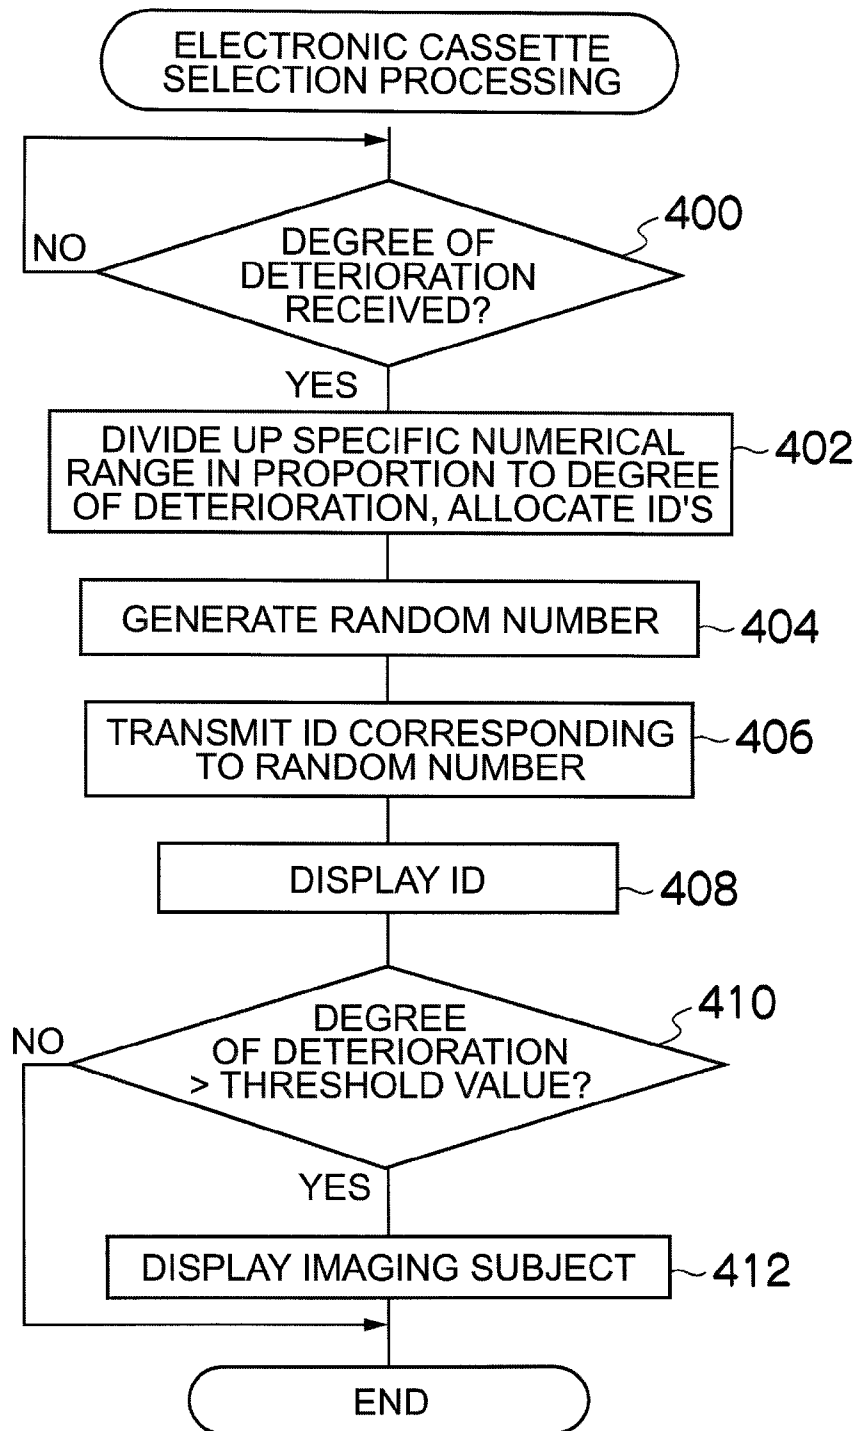 ELECTRONIC CASSETTE
SELECTION PROCESSING
400
NO
DEGREE OF
DETERIORATION
RECEIVED?
YES
DIVIDE UP SPECIFIC NUMERICAL
RANGE IN PROPORTION TO DEGREE
OF DETERIORATION, ALLOCATE ID'S
402
GENERATE RANDOM NUMBER
404
TRANSMIT ID CORRESPONDING
TO RANDOM NUMBER
406
DISPLAY ID
408
410
NO
DEGREE
OF DETERIORATION
> THRESHOLD VALUE?
YES
DISPLAY IMAGING SUBJECT
412
END